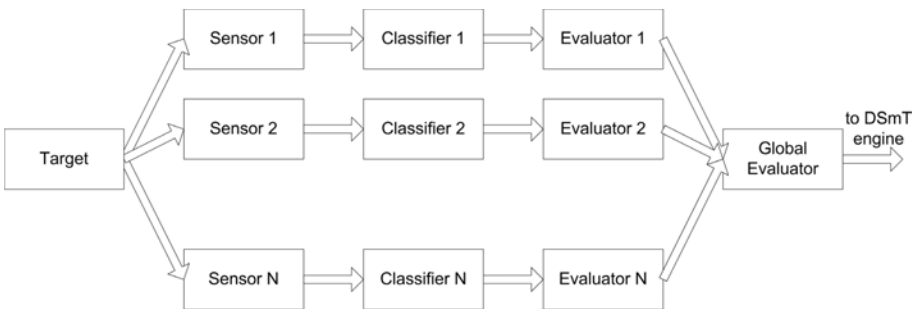 Sensor 1
Classifier 1
Evaluator 1
Sensor 2
Classifier 2
Evaluator 2
to DSmT
engine
Target
Global
Evaluator
Sensor N
Classifier N
Evaluator N